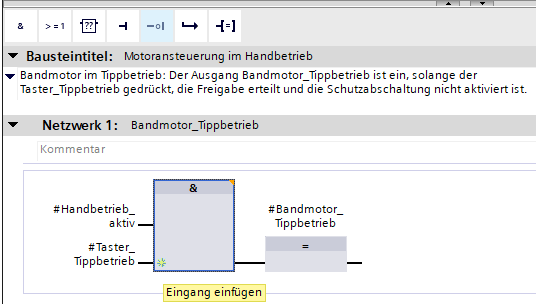 & >=1 [??] -| -o| ↦ -[=]
Bausteintitel: Motoransteuerung im Handbetrieb
Bandmotor im Tippbetrieb: Der Ausgang Bandmotor_Tippbetrieb ist ein, solange der
Taster_Tippbetrieb gedrückt, die Freigabe erteilt und die Schutzabschaltung nicht aktiviert ist.
Netzwerk 1: Bandmotor_Tippbetrieb
Kommentar
&
#Handbetrieb_
aktiv
#Bandmotor_
Tippbetrieb
#Taster_
Tippbetrieb
=
Eingang einfügen